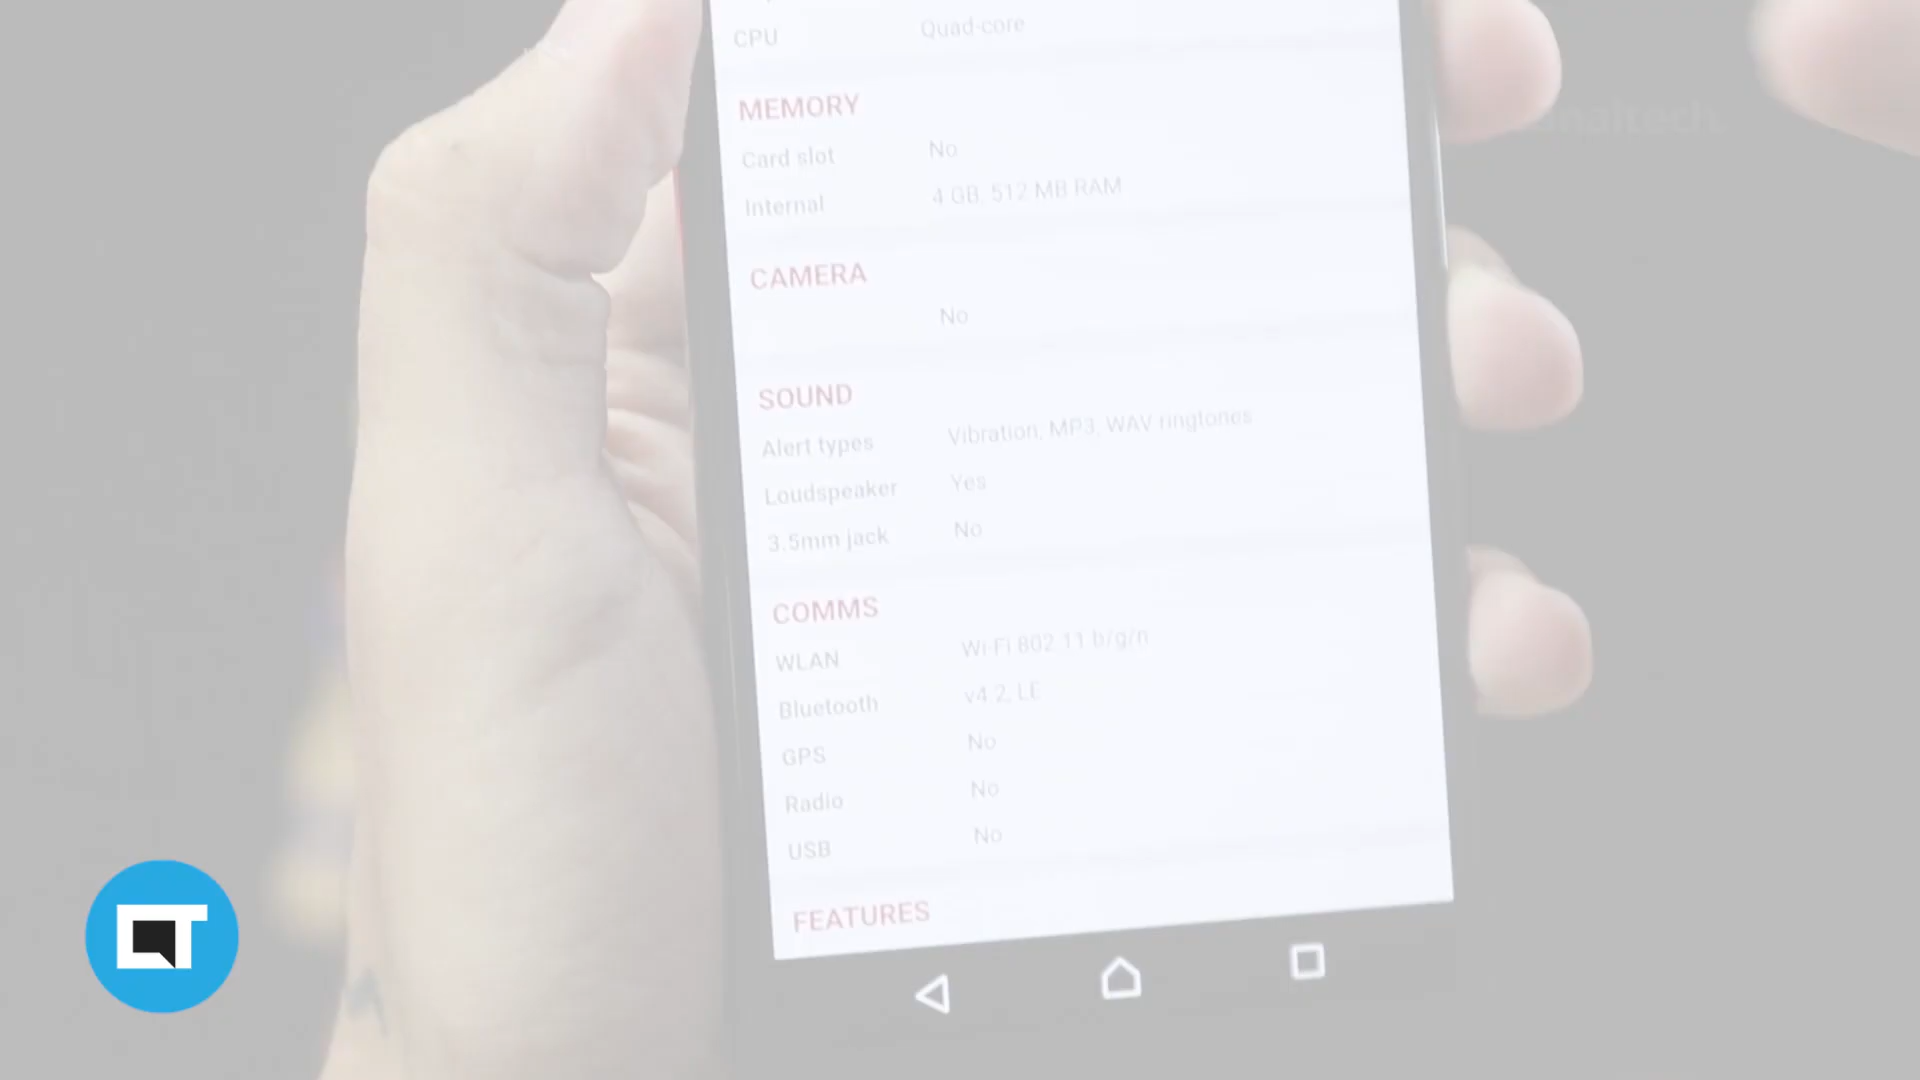 CPU Quad-core
MEMORY
Card slot No
Internal 4 GB, 512 MB RAM
CAMERA
No
SOUND
Alert types Vibration, MP3, WAV ringtones
Loudspeaker Yes
3.5mm jack No
COMMS
WLAN Wi-Fi 802.11 b/g/n
Bluetooth v4.2, LE
GPS No
Radio No
USB No
FEATURES
CT